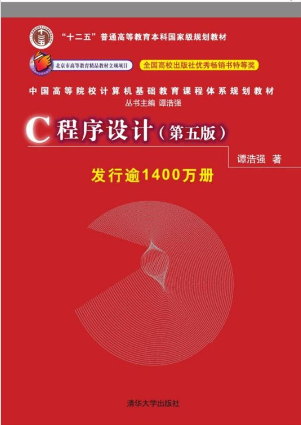 “十二五”普通高等教育本科国家级规划教材
北京市高等教育精品教材立项项目
全国高校出版社优秀畅销书特等奖
中国高等院校计算机基础教育课程体系规划教材
丛书主编 谭浩强
C程序设计(第五版)
谭浩强 著
发行逾1400万册
清华大学出版社